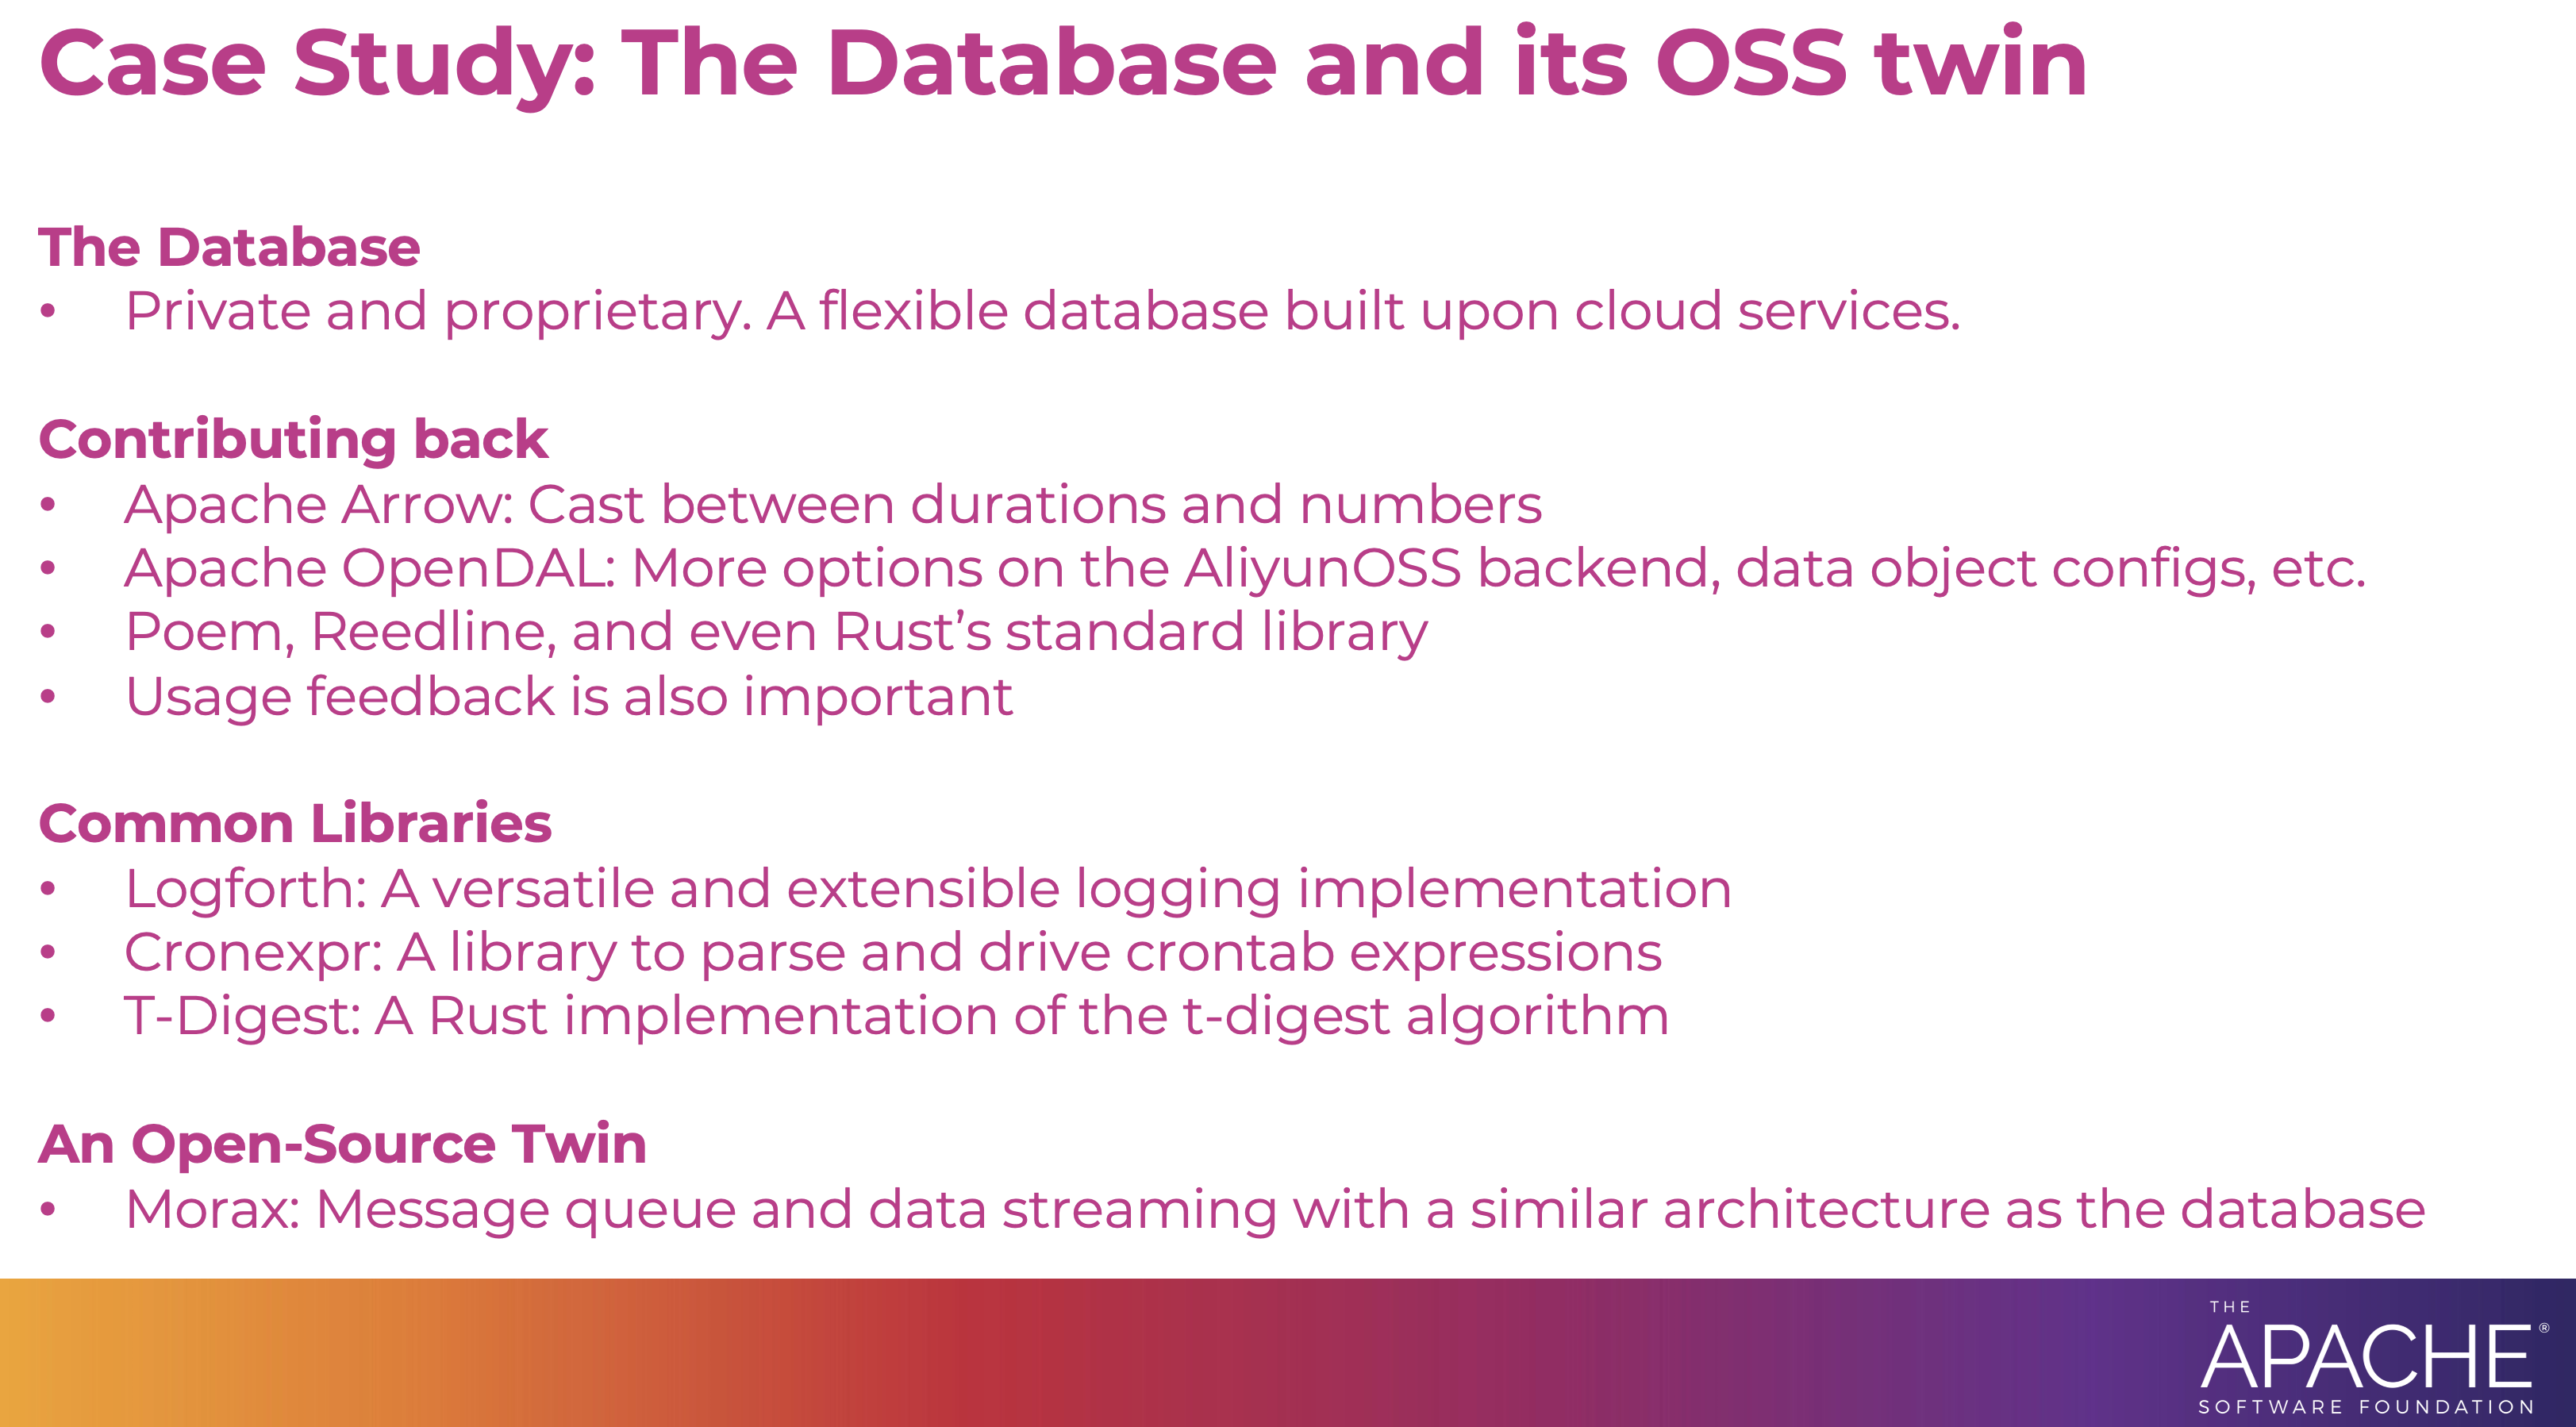 Case Study: The Database and its OSS twin
The Database
• Private and proprietary. A flexible database built upon cloud services.
Contributing back
• Apache Arrow: Cast between durations and numbers
• Apache OpenDAL: More options on the AliyunOSS backend, data object configs, etc.
• Poem, Reedline, and even Rust’s standard library
• Usage feedback is also important
Common Libraries
• Logforth: A versatile and extensible logging implementation
• Cronexpr: A library to parse and drive crontab expressions
• T-Digest: A Rust implementation of the t-digest algorithm
An Open-Source Twin
• Morax: Message queue and data streaming with a similar architecture as the database
THE
APACHE®
SOFTWARE FOUNDATION